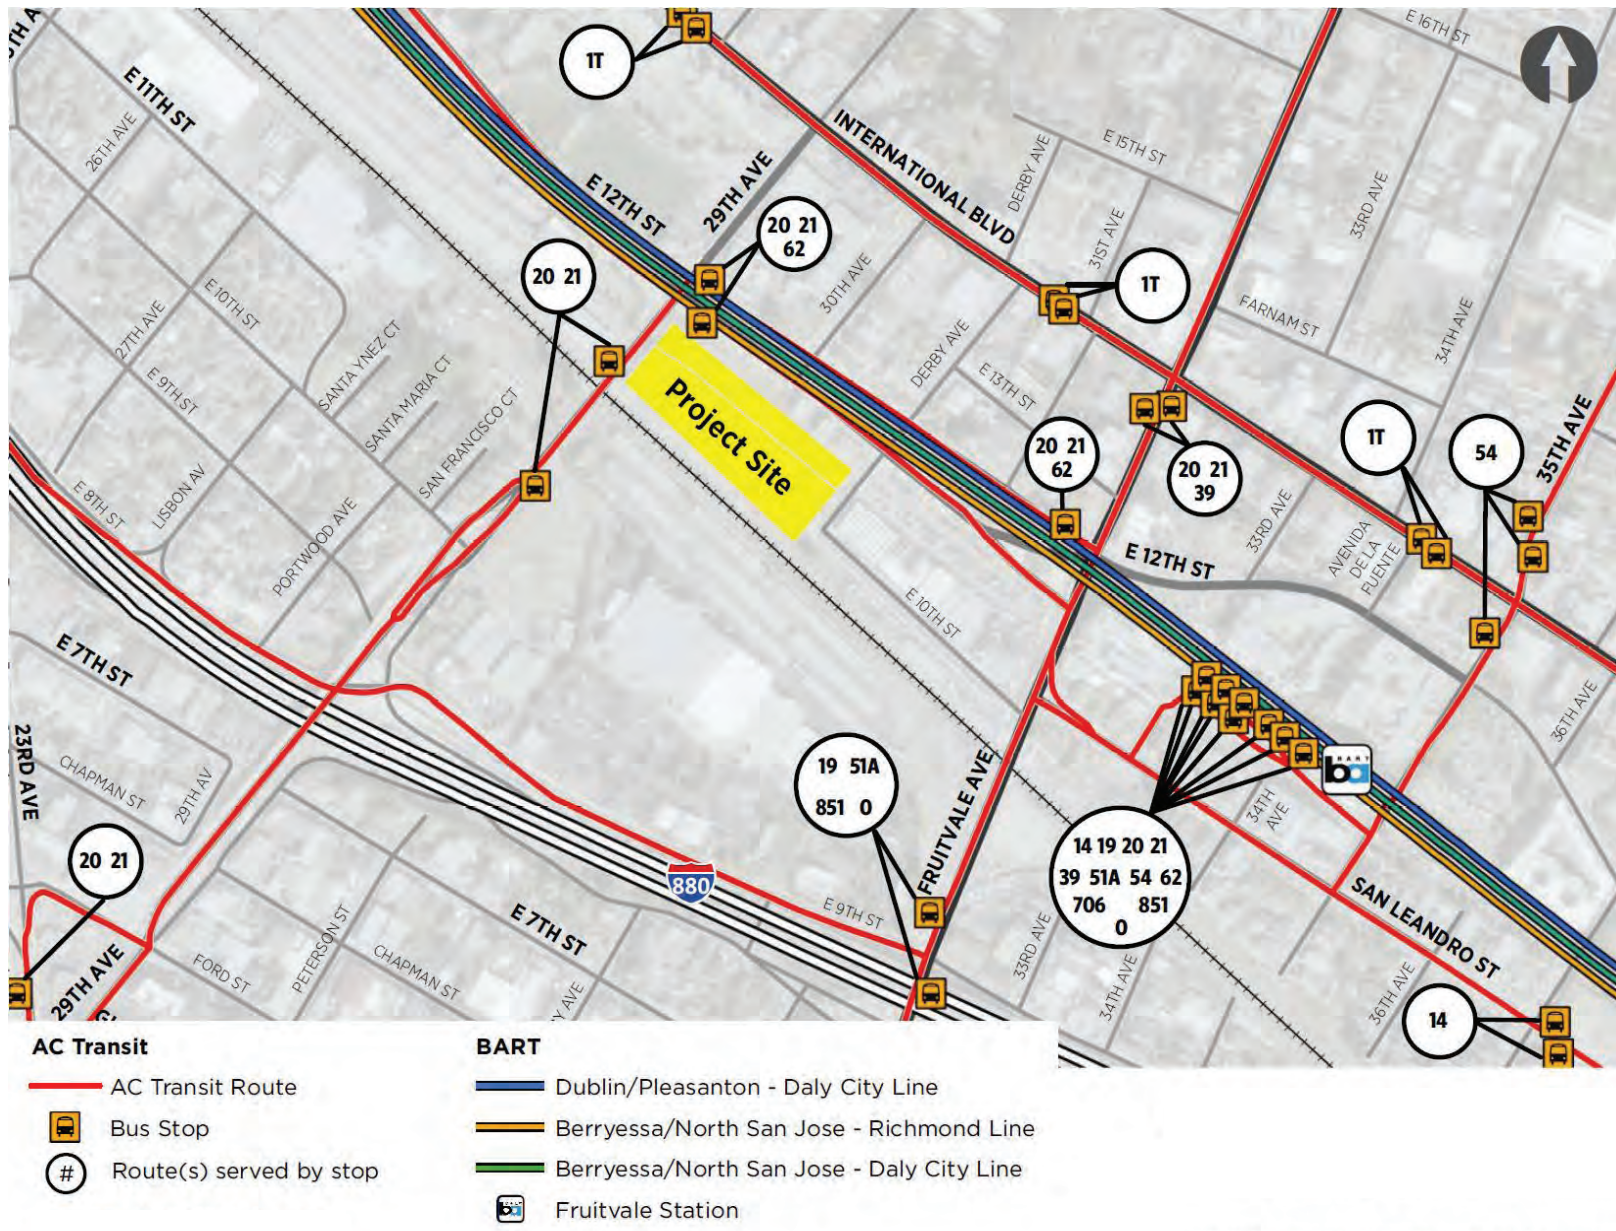 E 16TH ST
1T
E 11TH ST
26TH AVE
INTERNATIONAL BLVD
E 15TH ST
DERBY AVE
29TH AVE
E 12TH ST
33RD AVE
31ST AVE
20 21
62
20 21
1T
30TH AVE
E 10TH ST
27TH AVE
FARNAM ST
34TH AVE
SANTA YNEZ CT
DERBY AVE
E 13TH ST
E 9TH ST
SANTA MARIA CT
SAN FRANCISCO CT
Project Site
35TH AVE
1T
54
20 21
62
20 21
39
E 8TH ST
LISBON AV
PORTWOOD AVE
33RD AVE
AVENIDA
DE LA
FUENTE
E 12TH ST
E 10TH ST
E 7TH ST
36TH AVE
23RD AVE
CHAPMAN ST
29TH AV
19 51A
851 0
FRUITVALE AVE
BART
ba
34TH
AVE
14 19 20 21
39 51A 54 62
706 851
0
20 21
880
E 9TH ST
SAN LEANDRO ST
E 7TH ST
PETERSON ST
FORD ST
CHAPMAN ST
29TH AVE
33RD AVE
34TH AVE
36TH AVE
14
AC Transit
AC Transit Route
Bus Stop
#
Route(s) served by stop
BART
Dublin/Pleasanton - Daly City Line
Berryessa/North San Jose - Richmond Line
Berryessa/North San Jose - Daly City Line
Fruitvale Station